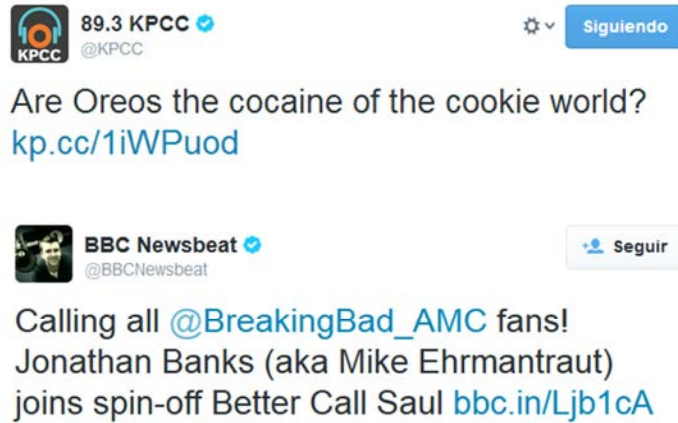 89.3 KPCC
@KPCC
KPCC
Siguiendo
Are Oreos the cocaine of the cookie world?
kp.cc/1iWPuod
BBC Newsbeat
@BBCNewsbeat
Seguir
Calling all @BreakingBad_AMC fans!
Jonathan Banks (aka Mike Ehrmantraut)
joins spin-off Better Call Saul bbc.in/Ljb1cA